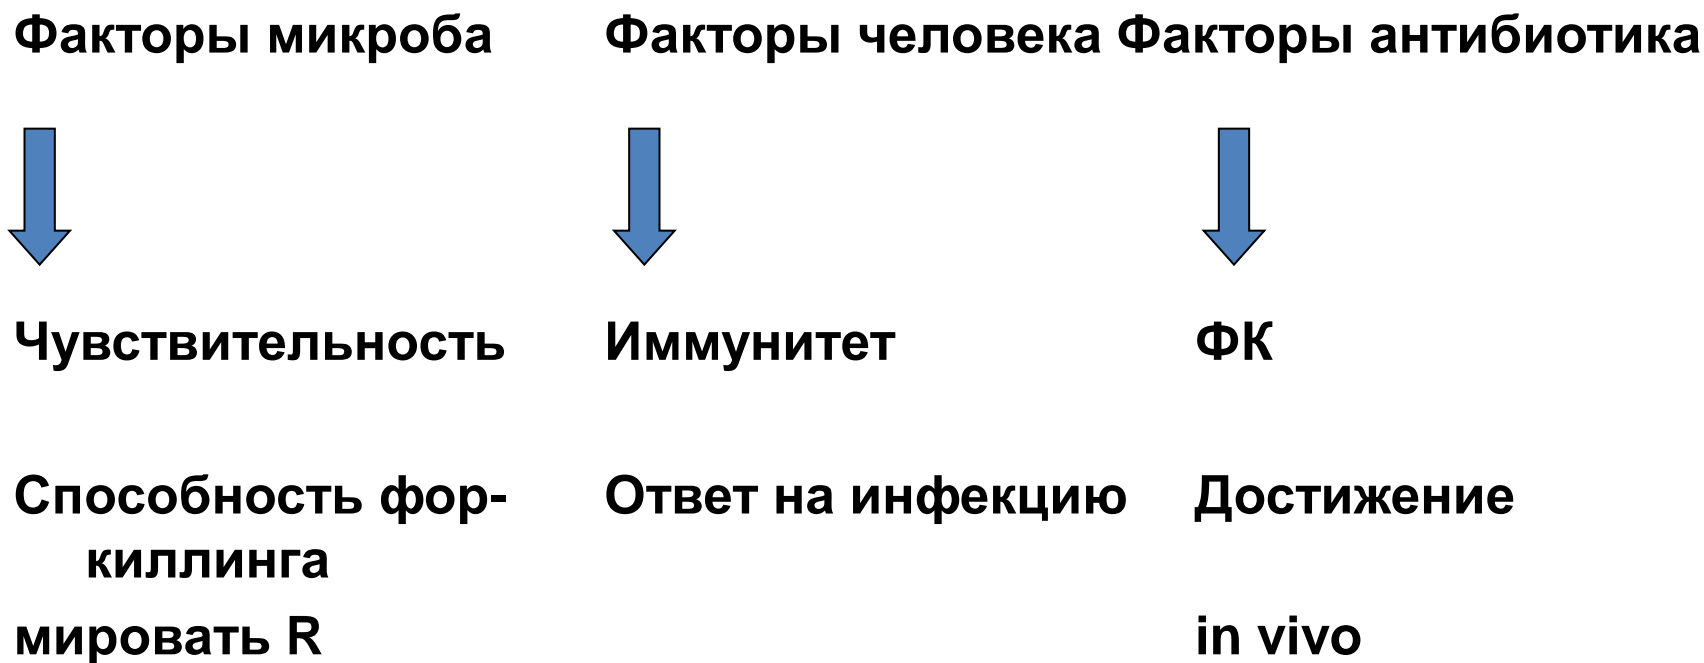 Факторы микроба Факторы человека Факторы антибиотика
Чувствительность Иммунитет ФК
Способность фор- Ответ на инфекцию Достижение
киллинга
мировать R in vivo